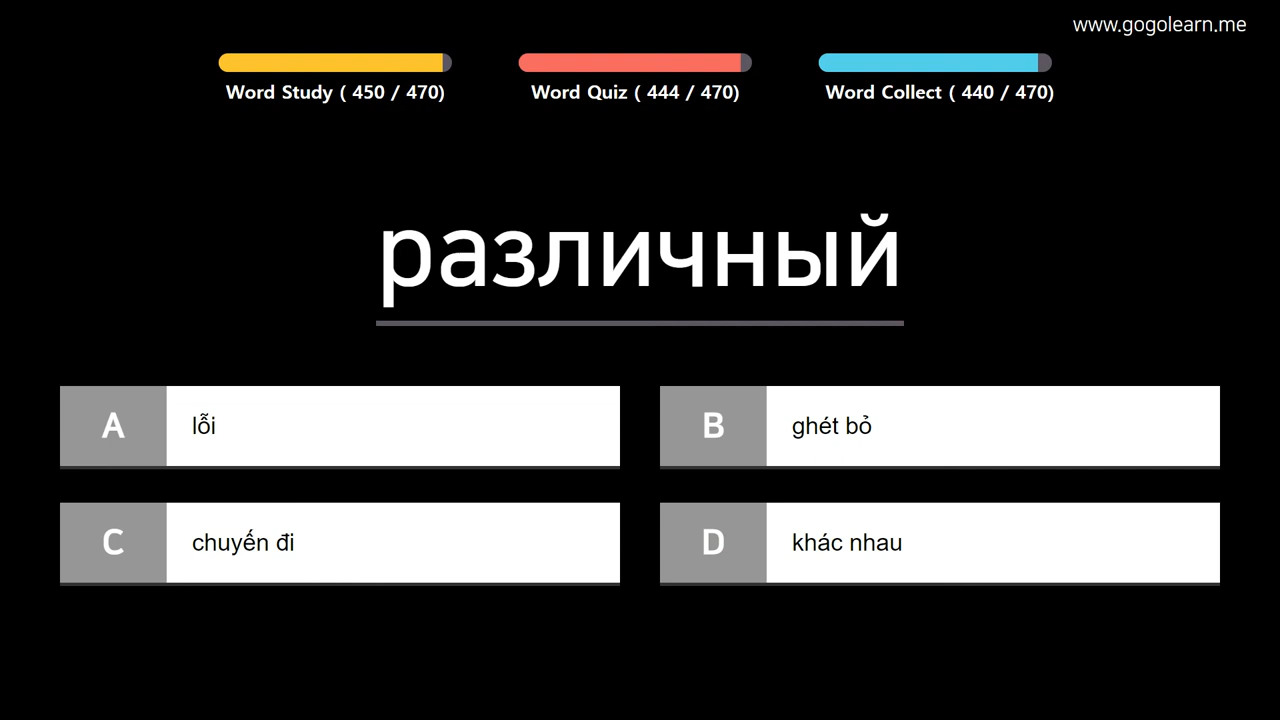 www.gogolearn.me
Word Study ( 450 / 470)
Word Quiz ( 444 / 470)
Word Collect ( 440 / 470)
различный
A lỗi
B ghét bỏ
C chuyến đi
D khác nhau